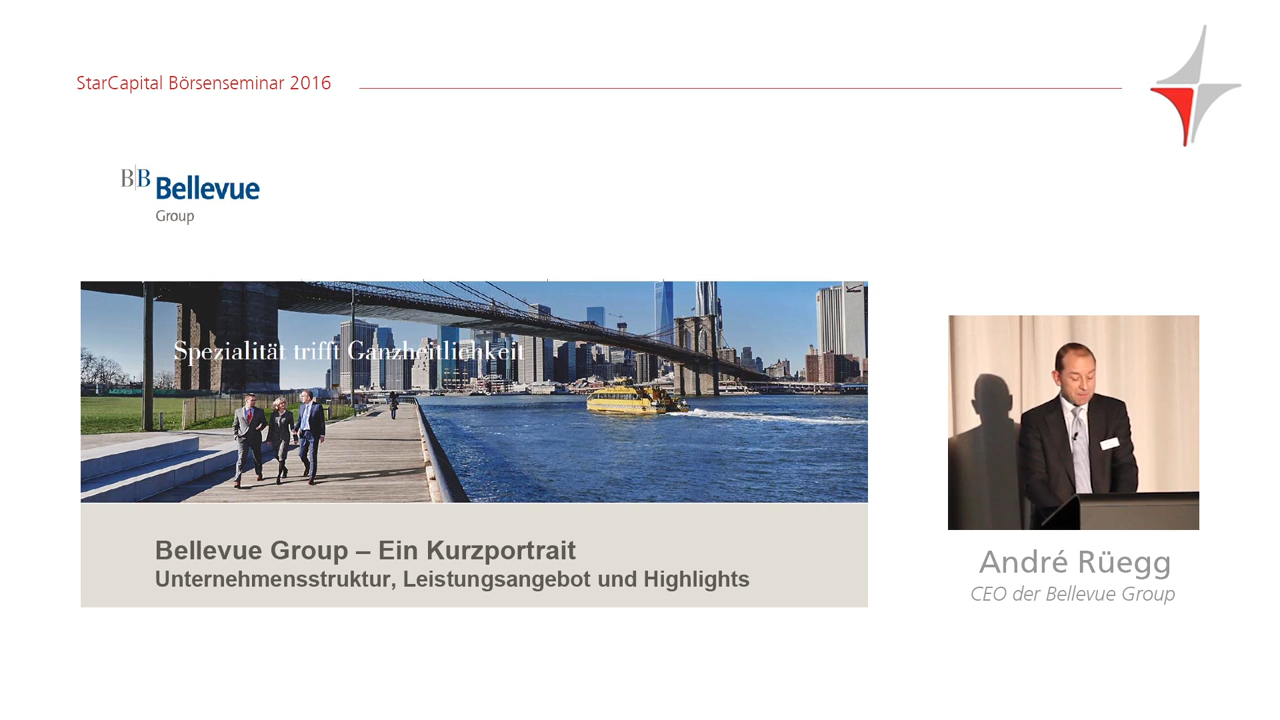 StarCapital Börsenseminar 2016
B|B Bellevue
Group
Spezialität trifft Ganzheitlichkeit
Bellevue Group – Ein Kurzportrait
Unternehmensstruktur, Leistungsangebot und Highlights
André Rüegg
CEO der Bellevue Group